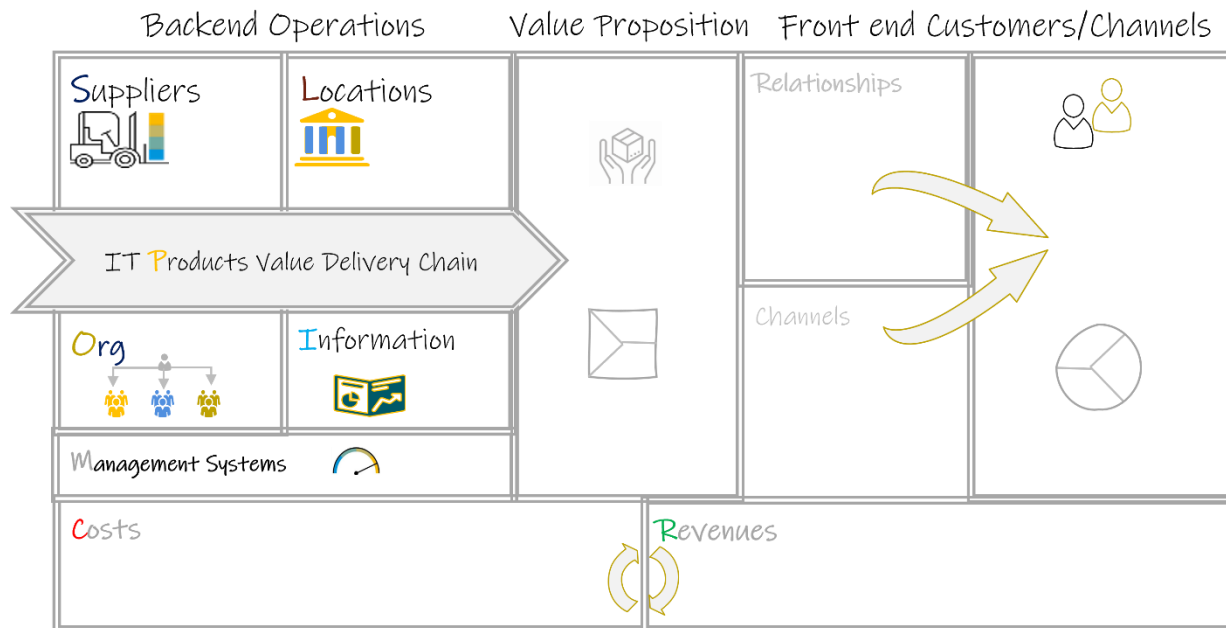 Backend Operations
Value Proposition
Front end Customers/Channels
Suppliers
Locations
Relationships
IT Products Value Delivery Chain
Channels
Org
Information
Management Systems
Costs
Revenues